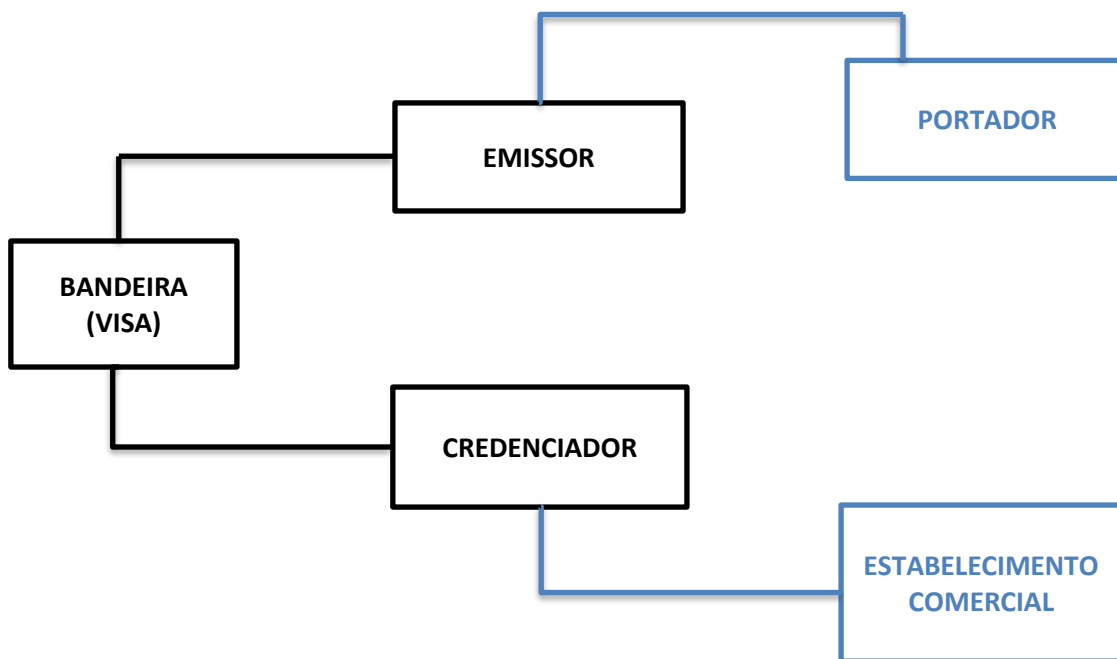 PORTADOR
EMISSOR
BANDEIRA
(VISA)
CREDENCIADOR
ESTABELECIMENTO
COMERCIAL